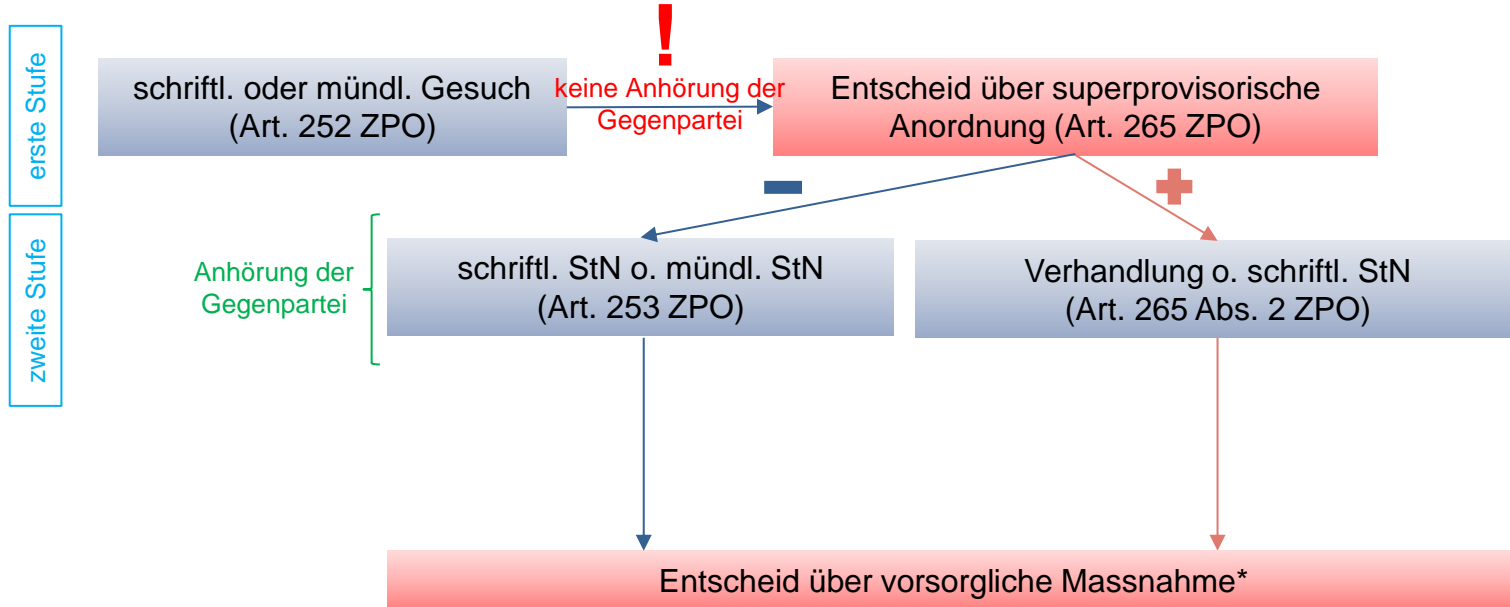 erste Stufe
schriftl. oder mündl. Gesuch
(Art. 252 ZPO)
!
keine Anhörung der
Gegenpartei
Entscheid über superprovisorische
Anordnung (Art. 265 ZPO)
zweite Stufe
Anhörung der
Gegenpartei
schriftl. StN o. mündl. StN
(Art. 253 ZPO)
Verhandlung o. schriftl. StN
(Art. 265 Abs. 2 ZPO)
Entscheid über vorsorgliche Massnahme*